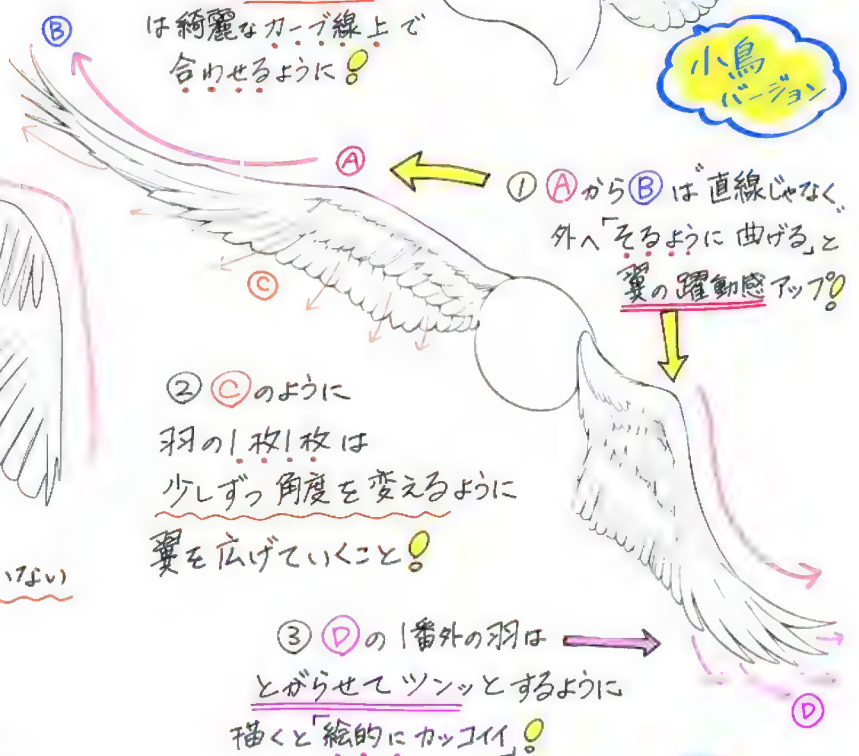 は綺麗なカーブ線上で
合わせるように!
小鳥
バージョン
Ⓑ
Ⓐ
① ⒶからⒷは"直線じゃなく"
外へ「そるように曲げる」と
翼の躍動感アップ!
Ⓒ
② Ⓒのように
羽の1枚1枚は
少しずつ角度を変えるように
翼を広げていくこと!
いけない
③ Ⓓの1番外の羽は
とがらせてツンッとするように
描くと「絵的にカッコイイ」!
Ⓓ